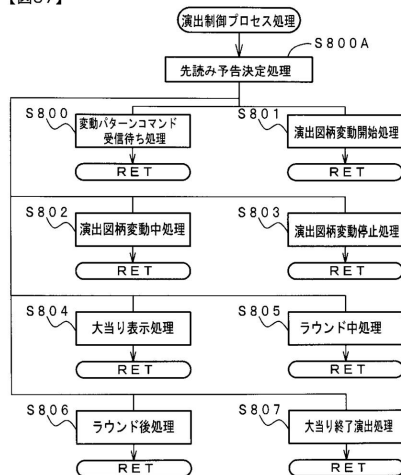 演出制御プロセス処理
S800A
先読み予告決定処理
S800
変動パターンコマンド
受信待ち処理
RET
S801
演出図柄変動開始処理
RET
S802
演出図柄変動中処理
RET
S803
演出図柄変動停止処理
RET
S804
大当り表示処理
RET
S805
ラウンド中処理
RET
S806
ラウンド後処理
RET
S807
大当り終了演出処理
RET